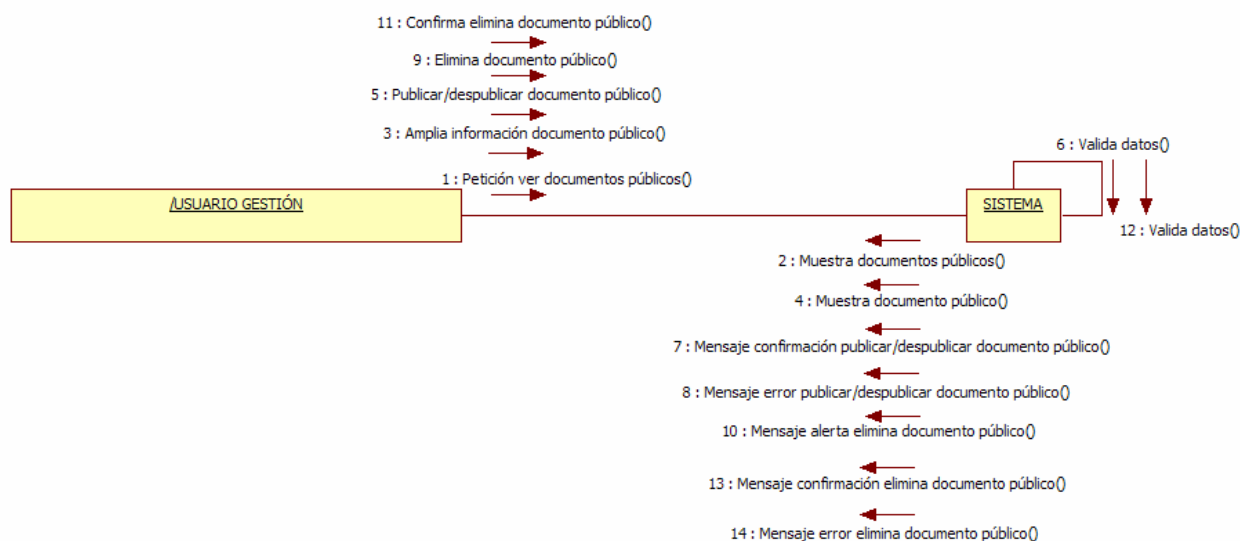 11 : Confirma elimina documento público()
9 : Elimina documento público()
5 : Publicar/despublicar documento público()
3 : Amplia información documento público()
6 : Valida datos()
1 : Petición ver documentos públicos()
/USUARIO GESTIÓN
SISTEMA
12 : Valida datos()
2 : Muestra documentos públicos()
4 : Muestra documento público()
7 : Mensaje confirmación publicar/despublicar documento público()
8 : Mensaje error publicar/despublicar documento público()
10 : Mensaje alerta elimina documento público()
13 : Mensaje confirmación elimina documento público()
14 : Mensaje error elimina documento público()